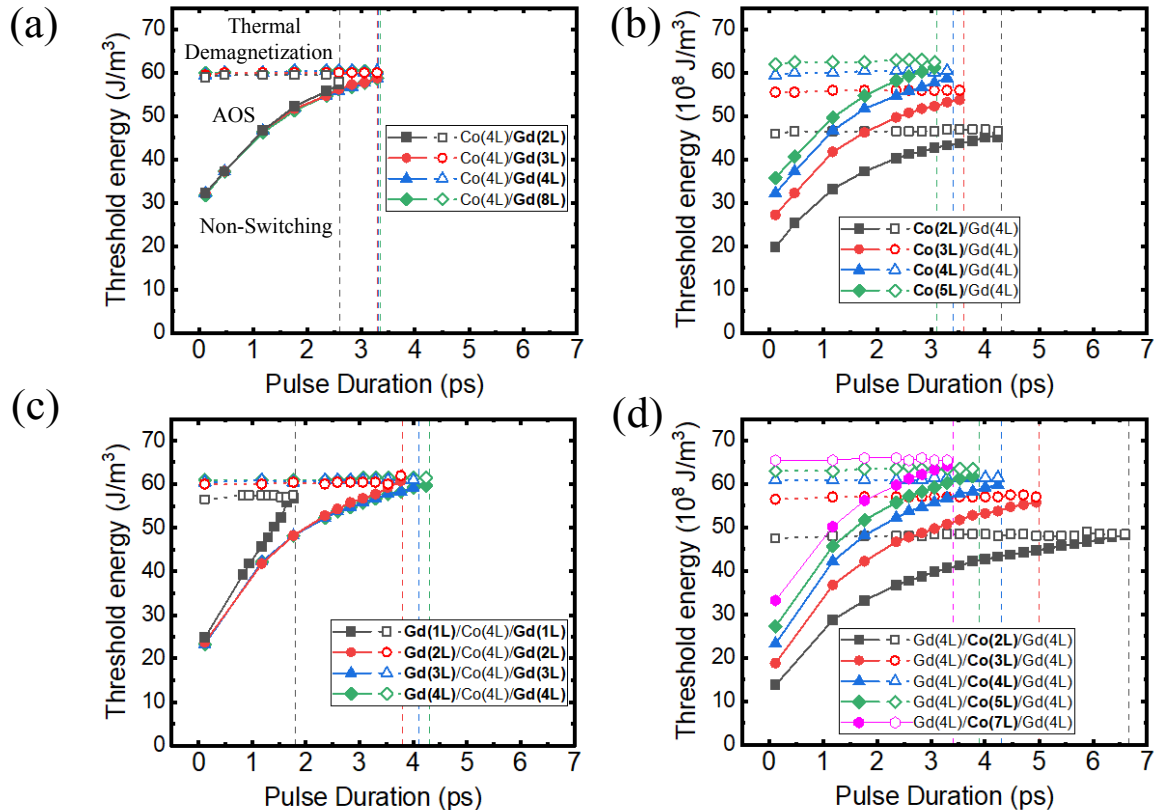 (a)
Threshold energy (J/m³)
70
60
50
40
30
20
10
0
Thermal
Demagnetization
AOS
Non-Switching
Co(4L)/Gd(2L)
Co(4L)/Gd(3L)
Co(4L)/Gd(4L)
Co(4L)/Gd(8L)
0 1 2 3 4 5 6 7
Pulse Duration (ps)
(b)
Threshold energy (10⁸ J/m³)
70
60
50
40
30
20
10
0
Co(2L)/Gd(4L)
Co(3L)/Gd(4L)
Co(4L)/Gd(4L)
Co(5L)/Gd(4L)
0 1 2 3 4 5 6 7
Pulse Duration (ps)
(c)
Threshold energy (J/m³)
70
60
50
40
30
20
10
0
Gd(1L)/Co(4L)/Gd(1L)
Gd(2L)/Co(4L)/Gd(2L)
Gd(3L)/Co(4L)/Gd(3L)
Gd(4L)/Co(4L)/Gd(4L)
0 1 2 3 4 5 6 7
Pulse Duration (ps)
(d)
Threshold energy (10⁸ J/m³)
70
60
50
40
30
20
10
0
Gd(4L)/Co(2L)/Gd(4L)
Gd(4L)/Co(3L)/Gd(4L)
Gd(4L)/Co(4L)/Gd(4L)
Gd(4L)/Co(5L)/Gd(4L)
Gd(4L)/Co(7L)/Gd(4L)
0 1 2 3 4 5 6 7
Pulse Duration (ps)